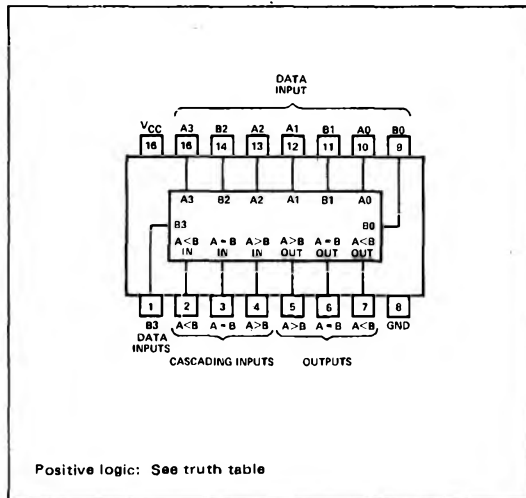 DATA
INPUT
VCC A3 B2 A2 A1 B1 A0 B0
16 16 14 13 12 11 10 9
A3 B2 A2 A1 B1 A0
B3 B0
A<B A=B A>B A>B A=B A<B
IN IN IN OUT OUT OUT
1 2 3 4 5 6 7 8
B3 A<B A=B A>B A>B A=B A<B GND
DATA
INPUTS
CASCADING INPUTS OUTPUTS
Positive logic: See truth table